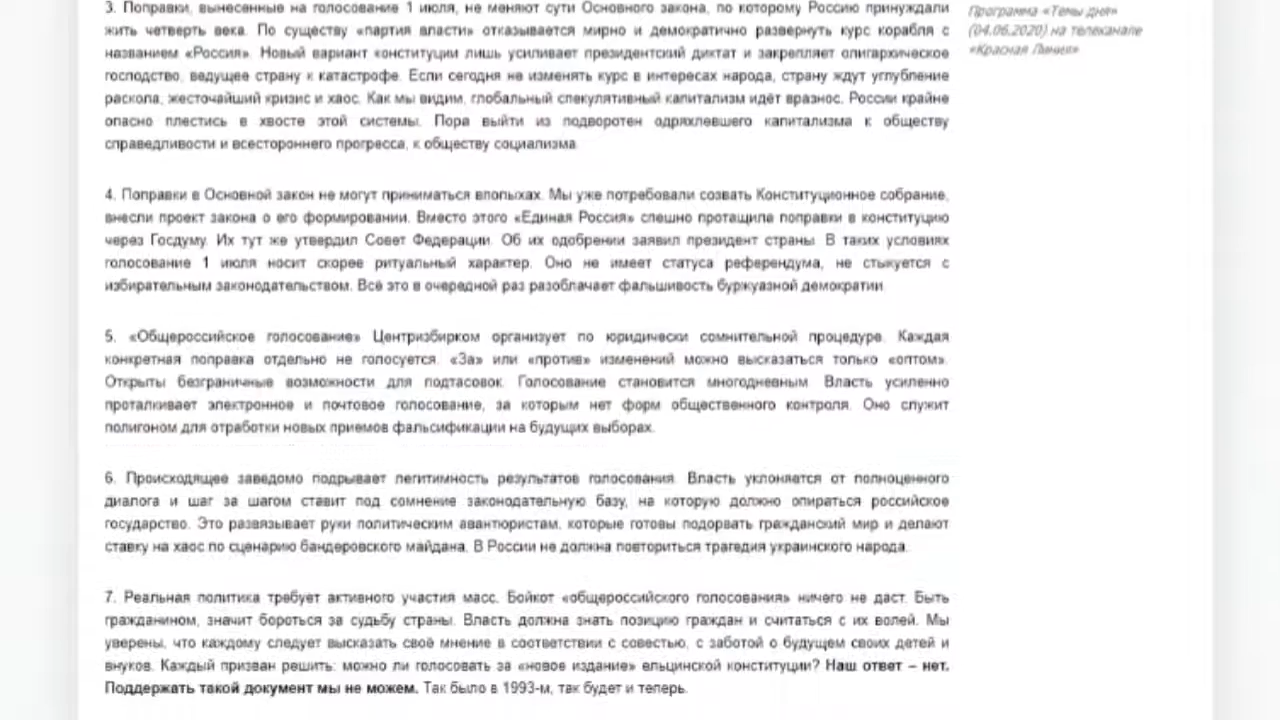 3. Поправки, вынесенные на голосование 1 июля, не меняют сути Основного закона, по которому Россию принуждали
жить четверть века. По существу «партия власти» отказывается мирно и демократично развернуть курс корабля с
названием «Россия». Новый вариант конституции лишь усиливает президентский диктат и закрепляет олигархическое
господство, ведущее страну к катастрофе. Если сегодня не изменять курс в интересах народа, страну ждут углубление
раскола, жесточайший кризис и хаос. Как мы видим, глобальный спекулятивный капитализм идёт вразнос. России крайне
опасно плестись в хвосте этой системы. Пора выйти из подворотен одряхлевшего капитализма к обществу
справедливости и всестороннего прогресса, к обществу социализма.
4. Поправки в Основной закон не могут приниматься впопыхах. Мы уже потребовали созвать Конституционное собрание,
внесли проект закона о его формировании. Вместо этого «Единая Россия» спешно протащила поправки в конституцию
через Госдуму. Их тут же утвердил Совет Федерации. Об их одобрении заявил президент страны. В таких условиях
голосование 1 июля носит скорее ритуальный характер. Оно не имеет статуса референдума, не стыкуется с
избирательным законодательством. Всё это в очередной раз разоблачает фальшивость буржуазной демократии.
5. «Общероссийское голосование» Центризбирком организует по юридически сомнительной процедуре. Каждая
конкретная поправка отдельно не голосуется. «За» или «против» изменений можно высказаться только «оптом».
Открыты безграничные возможности для подтасовок. Голосование становится многодневным. Власть усиленно
проталкивает электронное и почтовое голосование, за которым нет форм общественного контроля. Оно служит
полигоном для отработки новых приемов фальсификации на будущих выборах.
6. Происходящее заведомо подрывает легитимность результатов голосования. Власть уклоняется от полноценного
диалога и шаг за шагом ставит под сомнение законодательную базу, на которую должно опираться российское
государство. Это развязывает руки политическим авантюристам, которые готовы подорвать гражданский мир и делают
ставку на хаос по сценарию бандеровского майдана. В России не должна повториться трагедия украинского народа.
7. Реальная политика требует активного участия масс. Бойкот «общероссийского голосования» ничего не даст. Быть
гражданином, значит бороться за судьбу страны. Власть должна знать позицию граждан и считаться с их волей. Мы
уверены, что каждому следует высказать своё мнение в соответствии с совестью, с заботой о будущем своих детей и
внуков. Каждый призван решить: можно ли голосовать за «новое издание» ельцинской конституции? Наш ответ – нет.
Поддержать такой документ мы не можем. Так было в 1993-м, так будет и теперь.
Программа «Темы дня»
(04.06.2020) на телеканале
«Красная Линия»